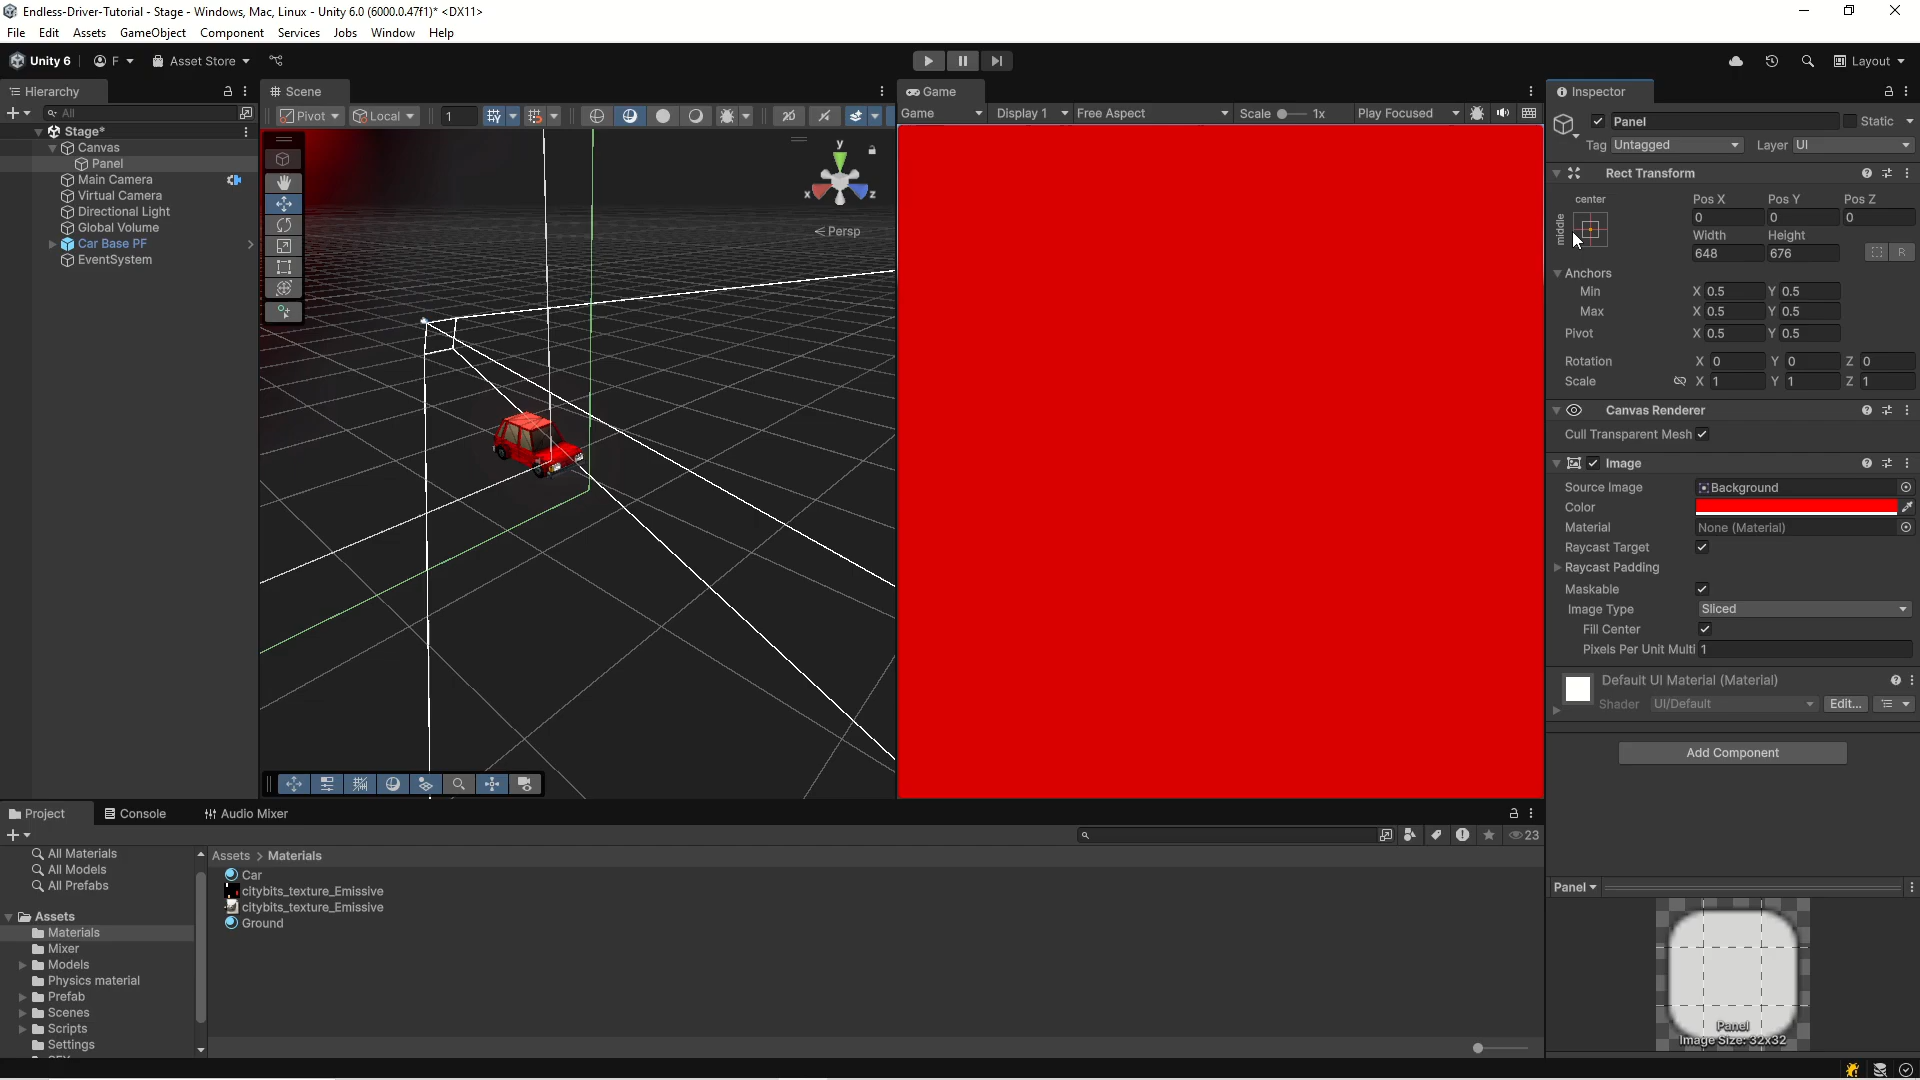 Endless-Driver-Tutorial - Stage - Windows, Mac, Linux - Unity 6.0 (6000.0.47f1)* <DX11>
File Edit Assets GameObject Component Services Jobs Window Help
Unity 6 F Asset Store Layout
Hierarchy
All
Stage*
Canvas
Panel
Main Camera
Virtual Camera
Directional Light
Global Volume
Car Base PF
EventSystem
Scene
Pivot Local 1 2D
y
x z
Persp
Game
Game Display 1 Free Aspect Scale 1x Play Focused
Inspector
Panel Static
Tag Untagged Layer UI
Rect Transform
center Pos X Pos Y Pos Z
middle 0 0 0
Width Height
648 676 R
Anchors
Min X 0.5 Y 0.5
Max X 0.5 Y 0.5
Pivot X 0.5 Y 0.5
Rotation X 0 Y 0 Z 0
Scale X 1 Y 1 Z 1
Canvas Renderer
Cull Transparent Mesh
Image
Source Image Background
Color
Material None (Material)
Raycast Target
Raycast Padding
Maskable
Image Type Sliced
Fill Center
Pixels Per Unit Multi 1
Default UI Material (Material)
Shader UI/Default Edit...
Add Component
Panel
Panel
Image Size: 32x32
Project Console Audio Mixer
23
All Materials
All Models
All Prefabs
Assets
Materials
Mixer
Models
Physics material
Prefab
Scenes
Scripts
Settings
Assets > Materials
Car
citybits_texture_Emissive
citybits_texture_Emissive
Ground